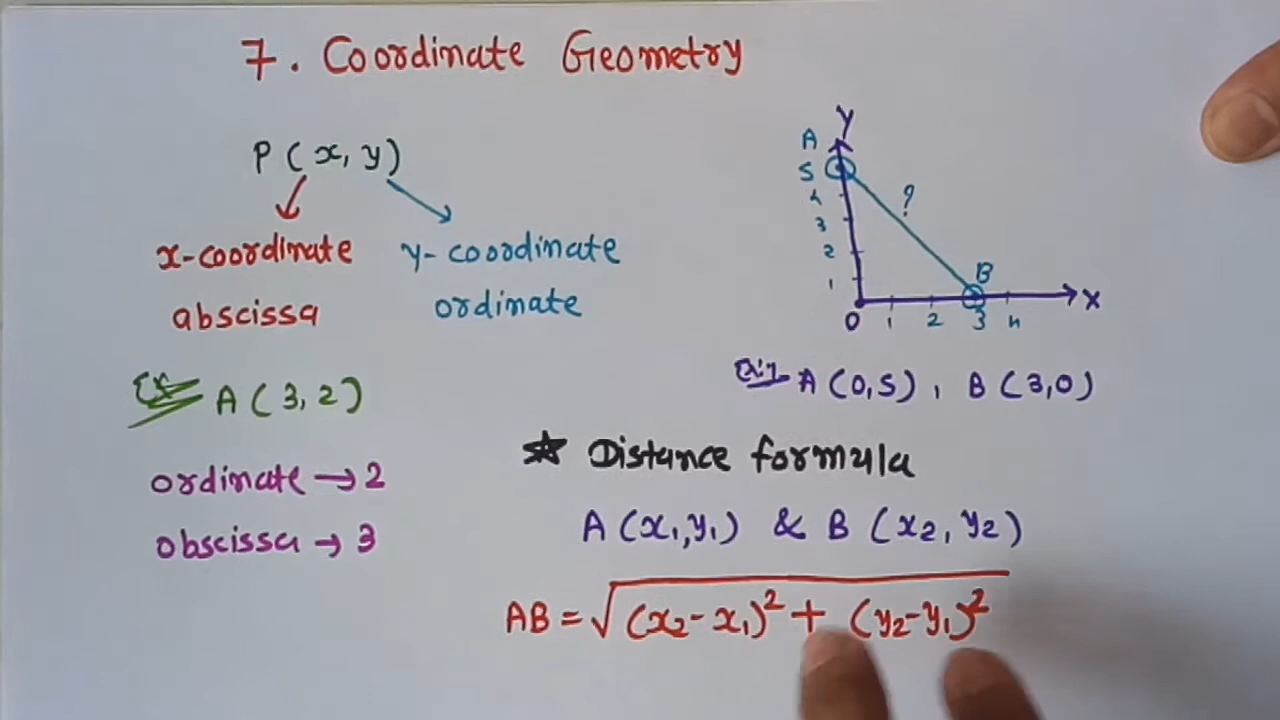 7. Coordinate Geometry
P (x, y)
x-coordinate
abscissa
y-cooodinate
ordinate
Ex A (3, 2)
ordinate → 2
obscissa → 3
Y
A
5
4
3
2
1
?
B
0 1 2 3 4
X
A (0,5), B (3,0)
☆ Distance formula
A (x₁,y₁) & B (x₂, y₂)
AB = √(x₂-x₁)² + (y₂-y₁)²